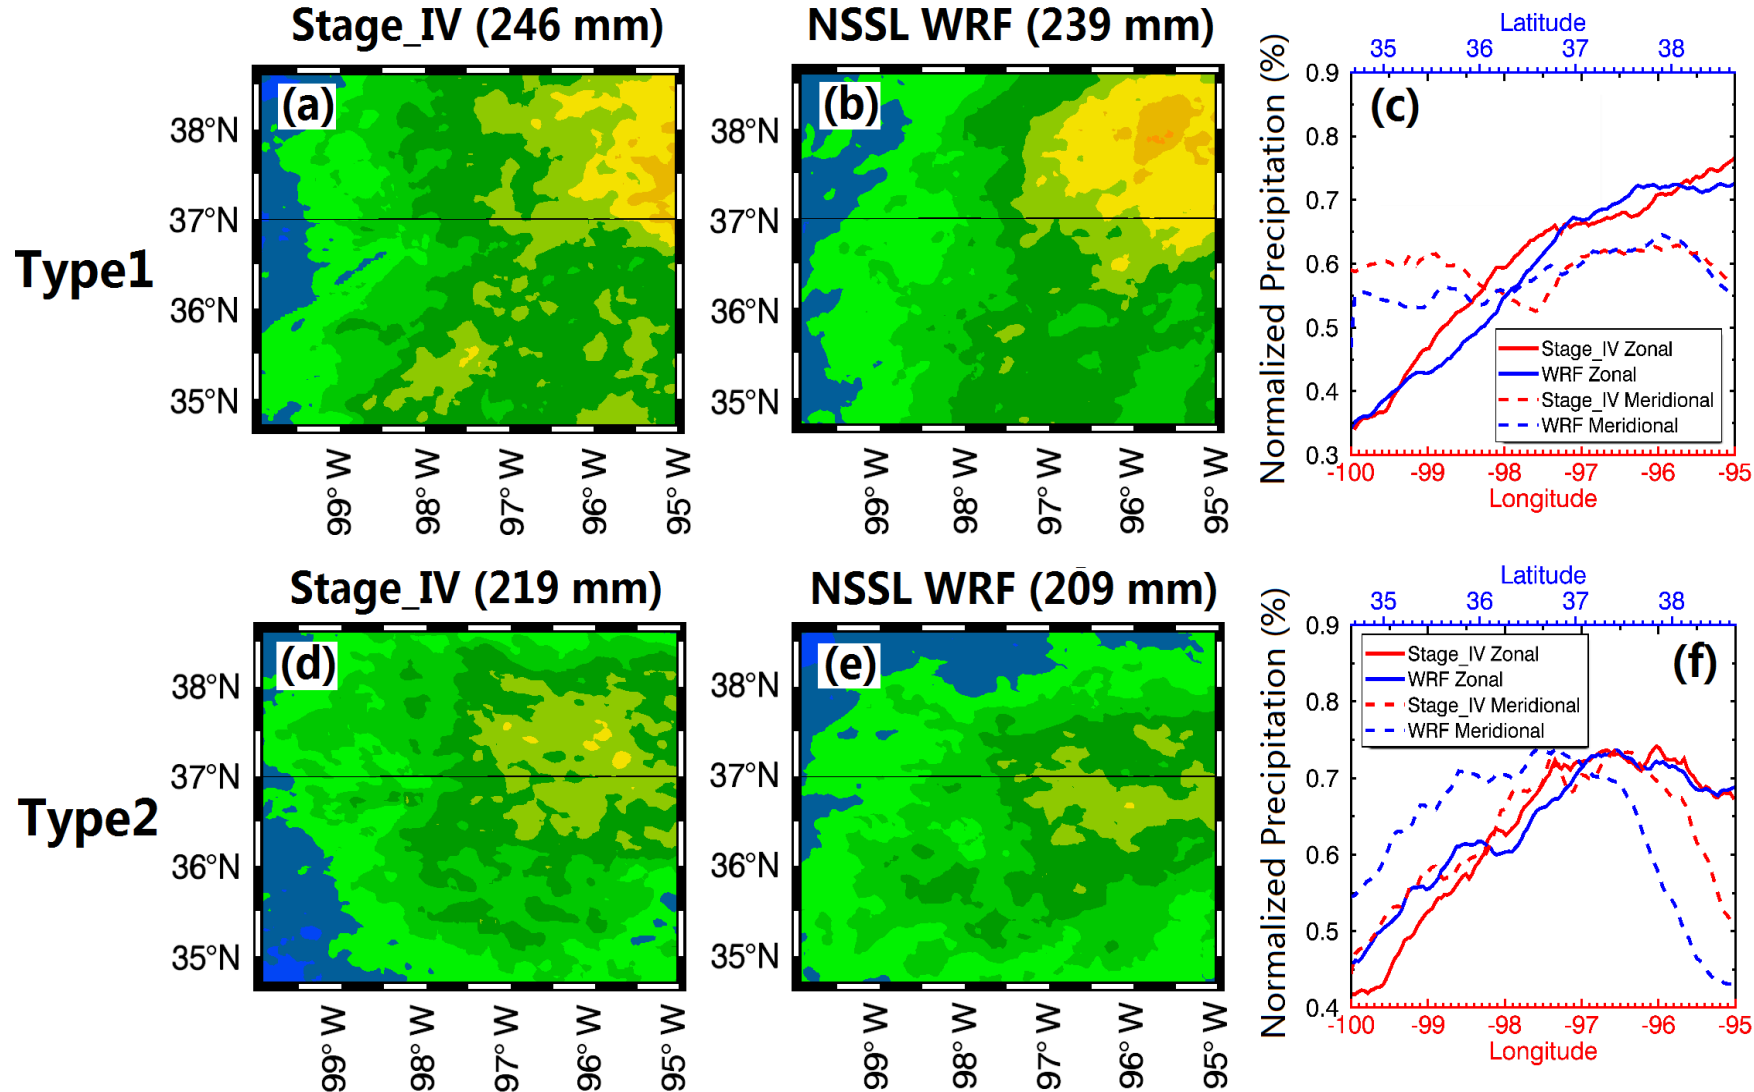 Stage_IV (246 mm)
NSSL WRF (239 mm)
Latitude
35 36 37 38
(a)
(b)
(c)
38°N
37°N
36°N
35°N
38°N
37°N
36°N
35°N
Type1
Normalized Precipitation (%)
0.9
0.8
0.7
0.6
0.5
0.4
0.3
Stage_IV Zonal
WRF Zonal
Stage_IV Meridional
WRF Meridional
-100 -99 -98 -97 -96 -95
Longitude
99° W 98° W 97° W 96° W 95° W
99° W 98° W 97° W 96° W 95° W
Stage_IV (219 mm)
NSSL WRF (209 mm)
Latitude
35 36 37 38
(d)
(e)
(f)
38°N
37°N
36°N
35°N
38°N
37°N
36°N
35°N
Type2
Normalized Precipitation (%)
0.9
0.8
0.7
0.6
0.5
0.4
Stage_IV Zonal
WRF Zonal
Stage_IV Meridional
WRF Meridional
-100 -99 -98 -97 -96 -95
Longitude
99° W 98° W 97° W 96° W 95° W
99° W 98° W 97° W 96° W 95° W